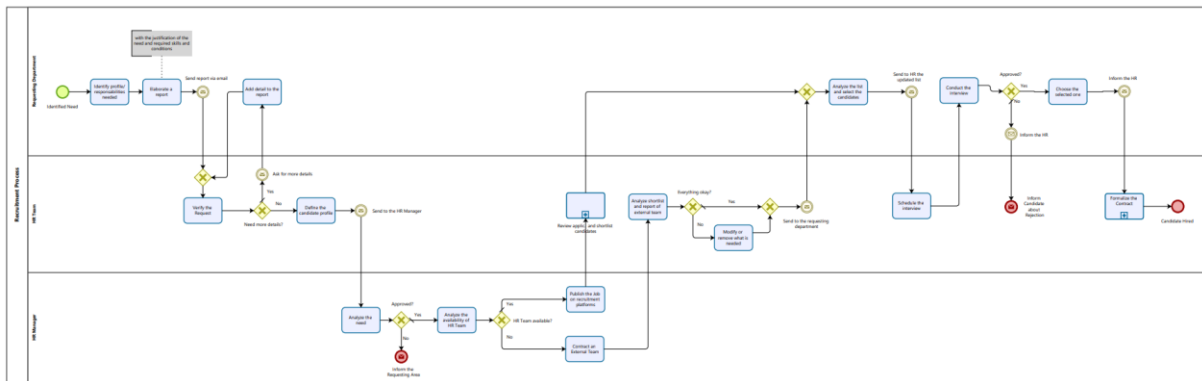 Recruitment Process
Requesting Department
with the justification of the
need and required skills and
conditions
Identified Need
Identify profile/
responsibilities
needed
Elaborate a
report
Send report via email
Add detail to the
report
Analyze the list
and select the
candidates
Send to HR the
updated list
Conduct the
interview
Approved?
Yes
No
Choose the
selected one
Inform the HR
Inform the HR
HR Team
Verify the
Request
Ask for more details
Yes
No
Need more details?
Define the
candidate profile
Send to the HR Manager
Review applic and shortlist
candidates
Analyze shortlist
and report of
external team
Everything okay?
Yes
No
Modify or
remove what is
needed
Send to the requesting
department
Schedule the
interview
Inform
Candidate
about
Rejection
Formalize the
Contract
Candidate Hired
HR Manager
Analyze the
need
Approved?
Yes
No
Inform the
Requesting Area
Analyze the
availability of
HR Team
Yes
HR Team available?
No
Publish the Job
on recruitment
platforms
Contract an
External Team